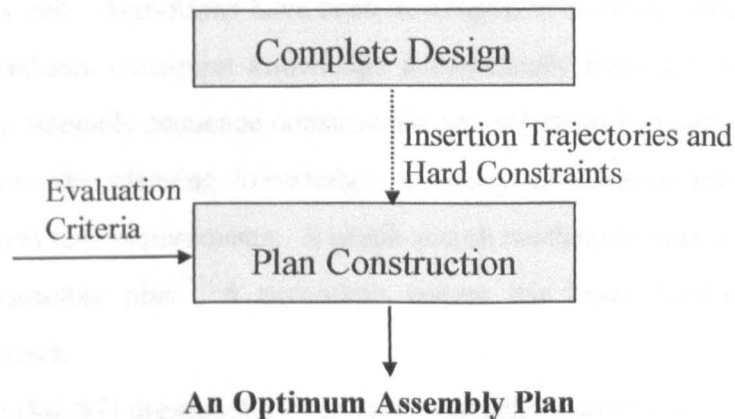 Complete Design
Insertion Trajectories and
Hard Constraints
Evaluation
Criteria
Plan Construction
An Optimum Assembly Plan